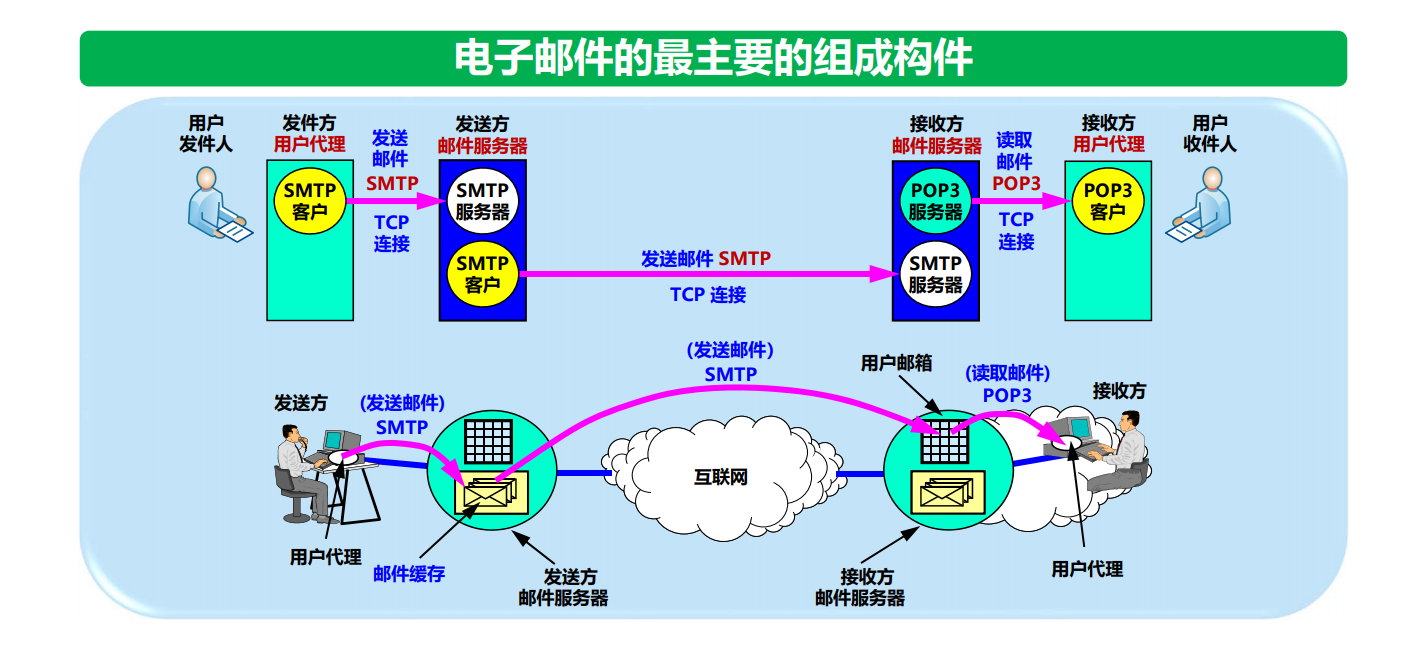 电子邮件的最主要的组成构件
用户
发件人
发件方
用户代理
发送
邮件
SMTP
TCP
连接
SMTP
客户
发送方
邮件服务器
SMTP
服务器
SMTP
客户
发送邮件 SMTP
TCP 连接
接收方
邮件服务器
POP3
服务器
SMTP
服务器
读取
邮件
POP3
TCP
连接
接收方
用户代理
POP3
客户
用户
收件人
发送方
(发送邮件)
SMTP
(发送邮件)
SMTP
用户邮箱
(读取邮件)
POP3
接收方
互联网
用户代理
邮件缓存
发送方
邮件服务器
接收方
邮件服务器
用户代理